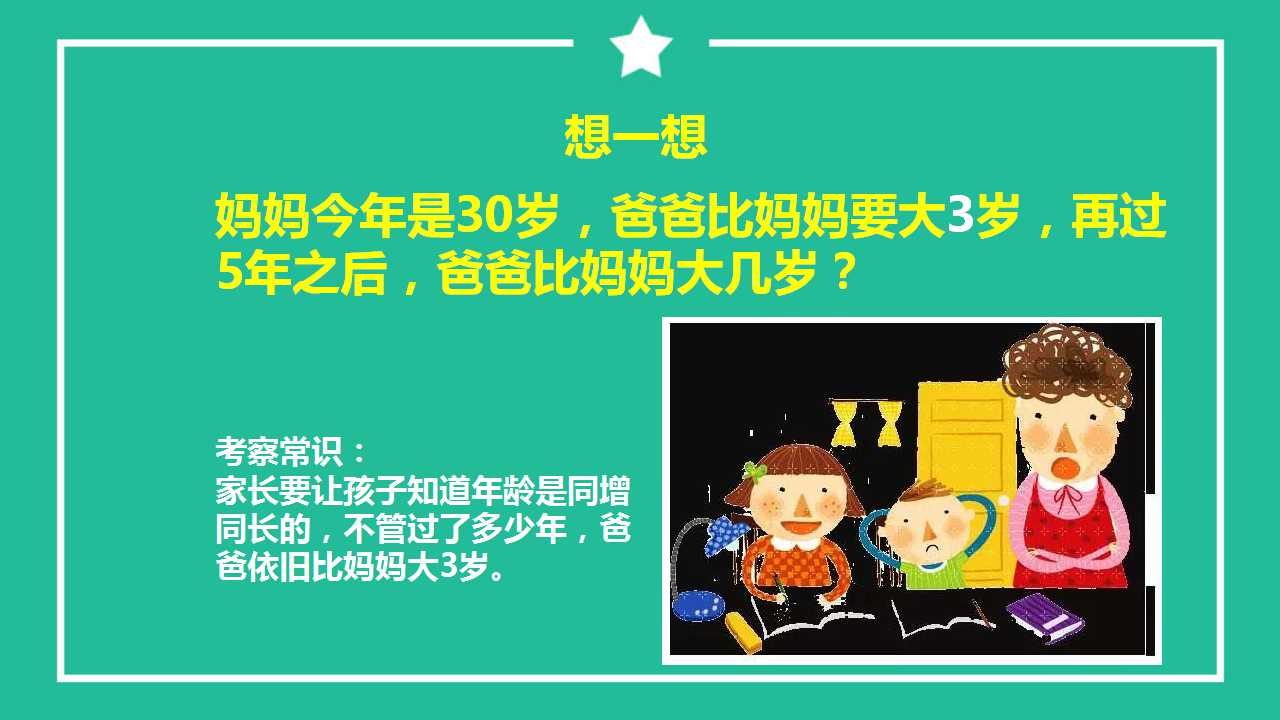 想一想
妈妈今年是30岁，爸爸比妈妈要大3岁，再过
5年之后，爸爸比妈妈大几岁？
考察常识：
家长要让孩子知道年龄是同增
同长的，不管过了多少年，爸
爸依旧比妈妈大3岁。